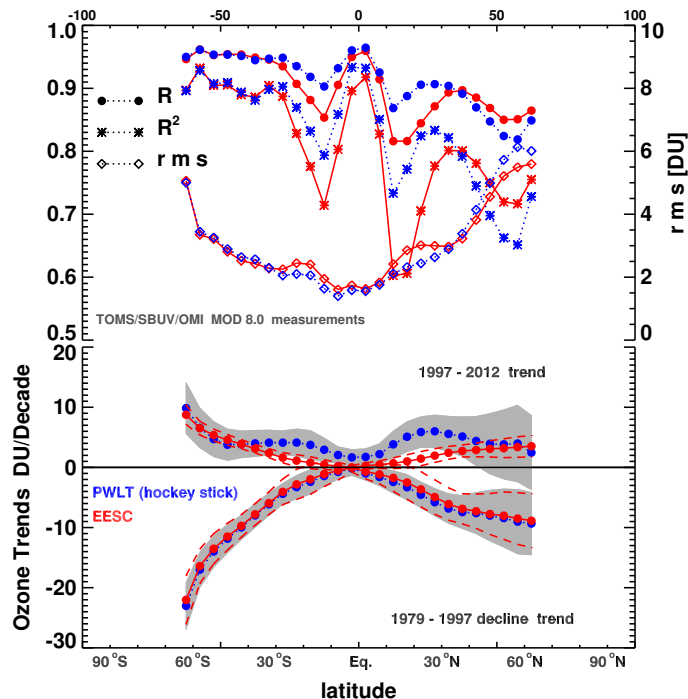 -100 -50 0 50 100
1.0 10
0.9 8
0.8 6
0.7 4
0.6 2
0.5 0
R
R²
r m s
r m s [DU]
TOMS/SBUV/OMI MOD 8.0 measurements
20
10
0
-10
-20
-30
Ozone Trends DU/Decade
1997 - 2012 trend
PWLT (hockey stick)
EESC
1979 - 1997 decline trend
90°S 60°S 30°S Eq. 30°N 60°N 90°N
latitude